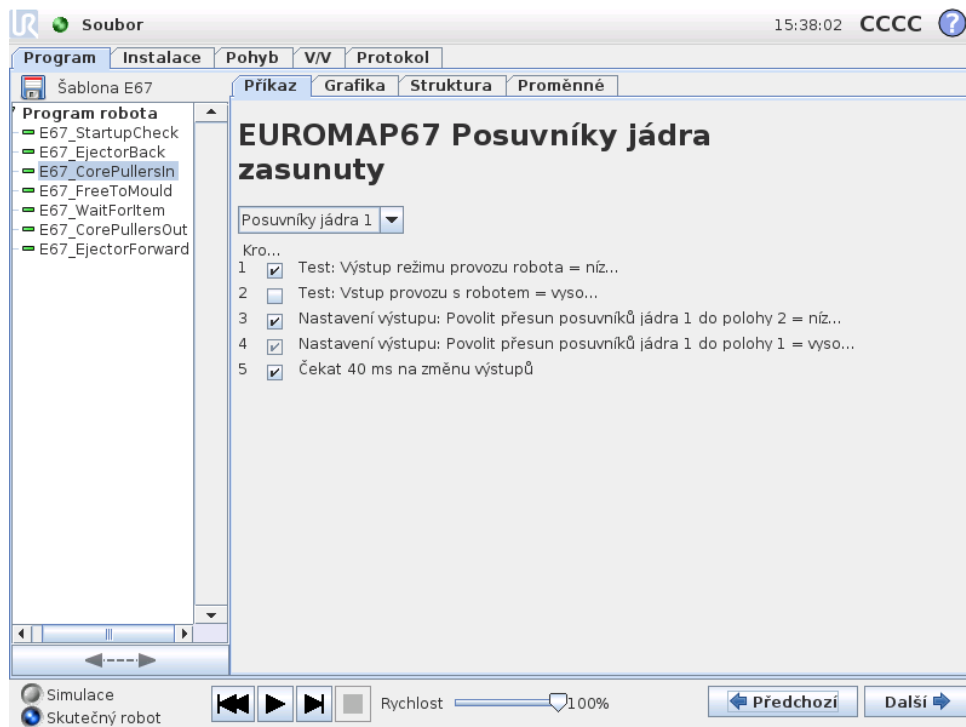 UR Soubor 15:38:02 CCCC ?
Program Instalace Pohyb V/V Protokol
Šablona E67
Příkaz Grafika Struktura Proměnné
Program robota
E67_StartupCheck
E67_EjectorBack
E67_CorePullersIn
E67_FreeToMould
E67_WaitForItem
E67_CorePullersOut
E67_EjectorForward
EUROMAP67 Posuvníky jádra
zasunuty
Posuvníky jádra 1
Kro...
1 Test: Výstup režimu provozu robota = níz...
2 Test: Vstup provozu s robotem = vyso...
3 Nastavení výstupu: Povolit přesun posuvníků jádra 1 do polohy 2 = níz...
4 Nastavení výstupu: Povolit přesun posuvníků jádra 1 do polohy 1 = vyso...
5 Čekat 40 ms na změnu výstupů
Simulace
Skutečný robot
Rychlost 100%
Předchozí Další